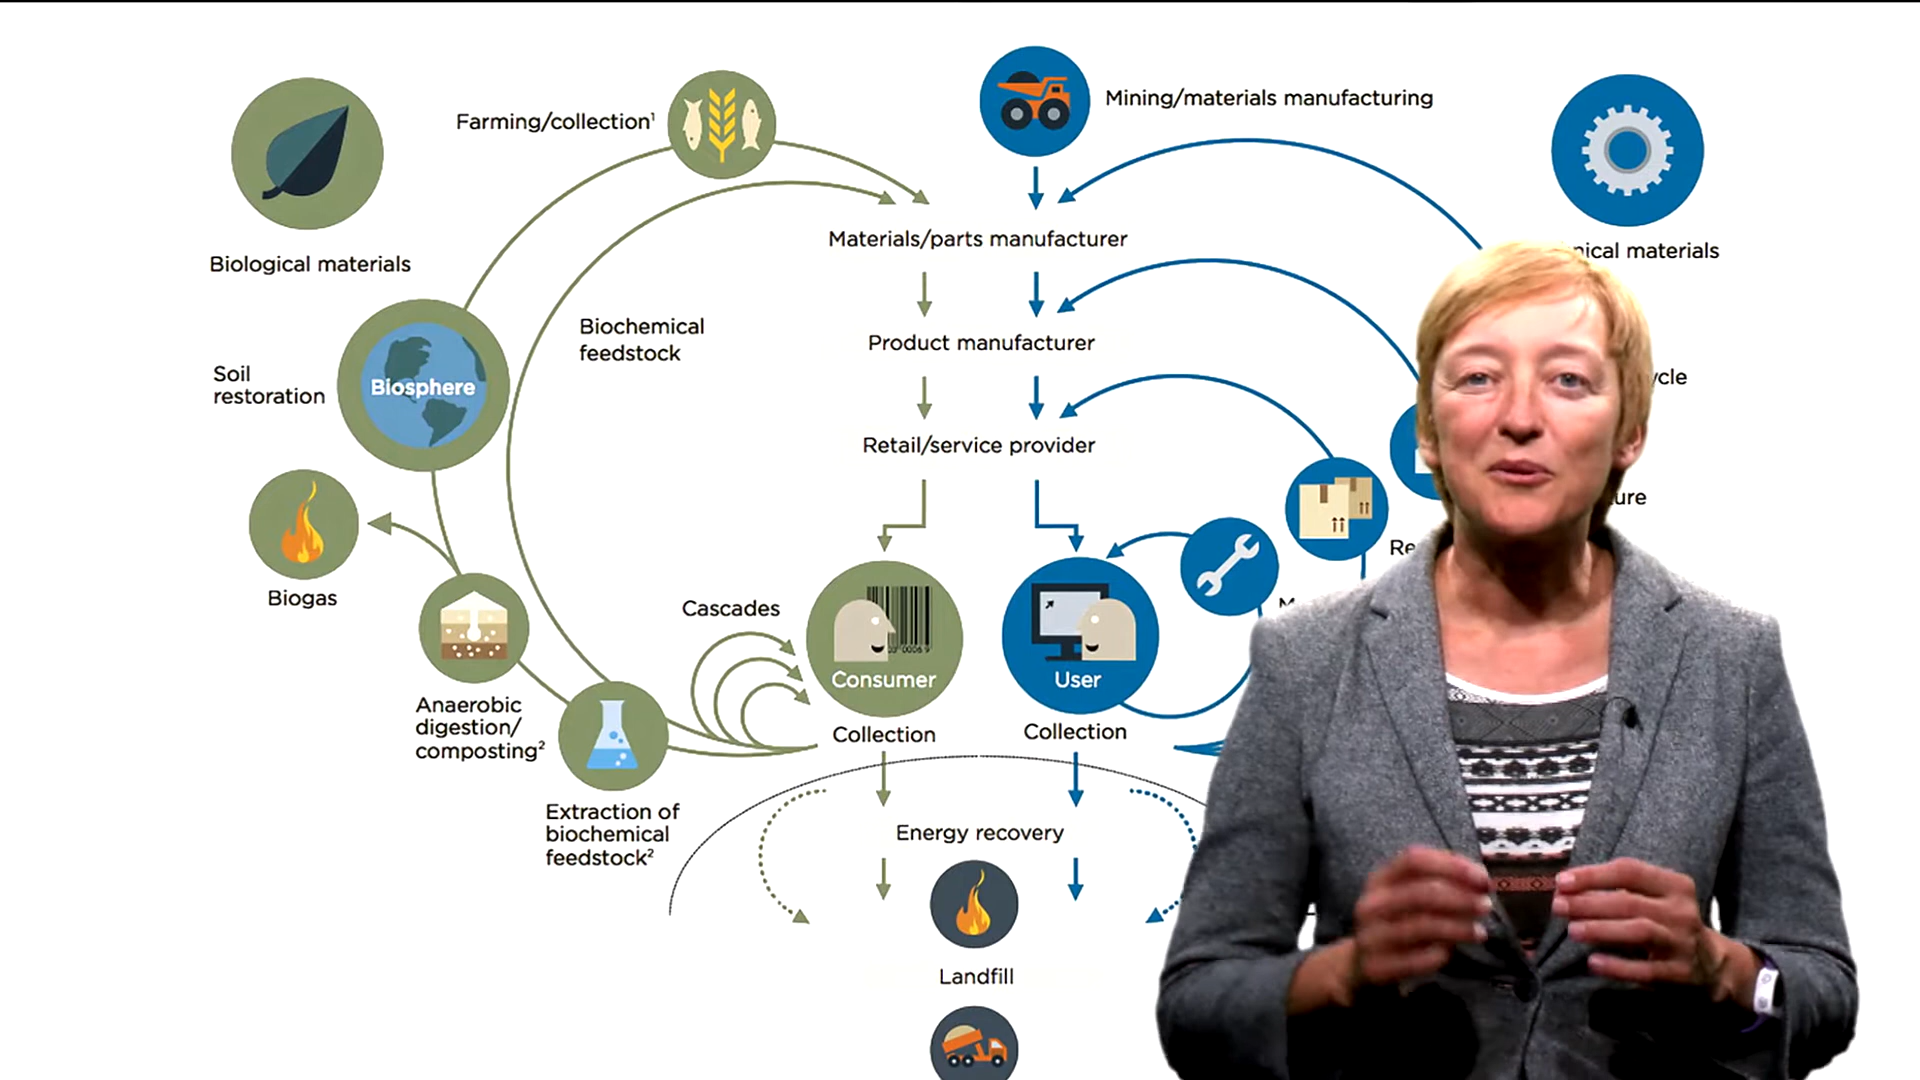 Farming/collection¹
Mining/materials manufacturing
Biological materials
materials
Materials/parts manufacturer
Biochemical
feedstock
Product manufacturer
Soil
restoration
Biosphere
Retail/service provider
Biogas
Cascades
Consumer
User
Collection
Collection
Anaerobic
digestion/
composting²
Extraction of
biochemical
feedstock²
Energy recovery
Landfill